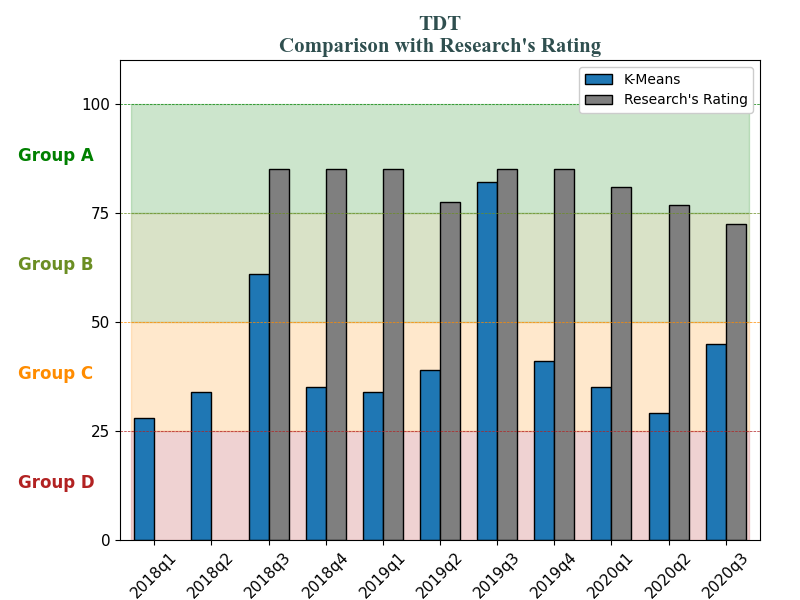 TDT
Comparison with Research's Rating
K-Means
Research's Rating
100
Group A
75
Group B
50
Group C
25
Group D
0
2018q1
2018q2
2018q3
2018q4
2019q1
2019q2
2019q3
2019q4
2020q1
2020q2
2020q3